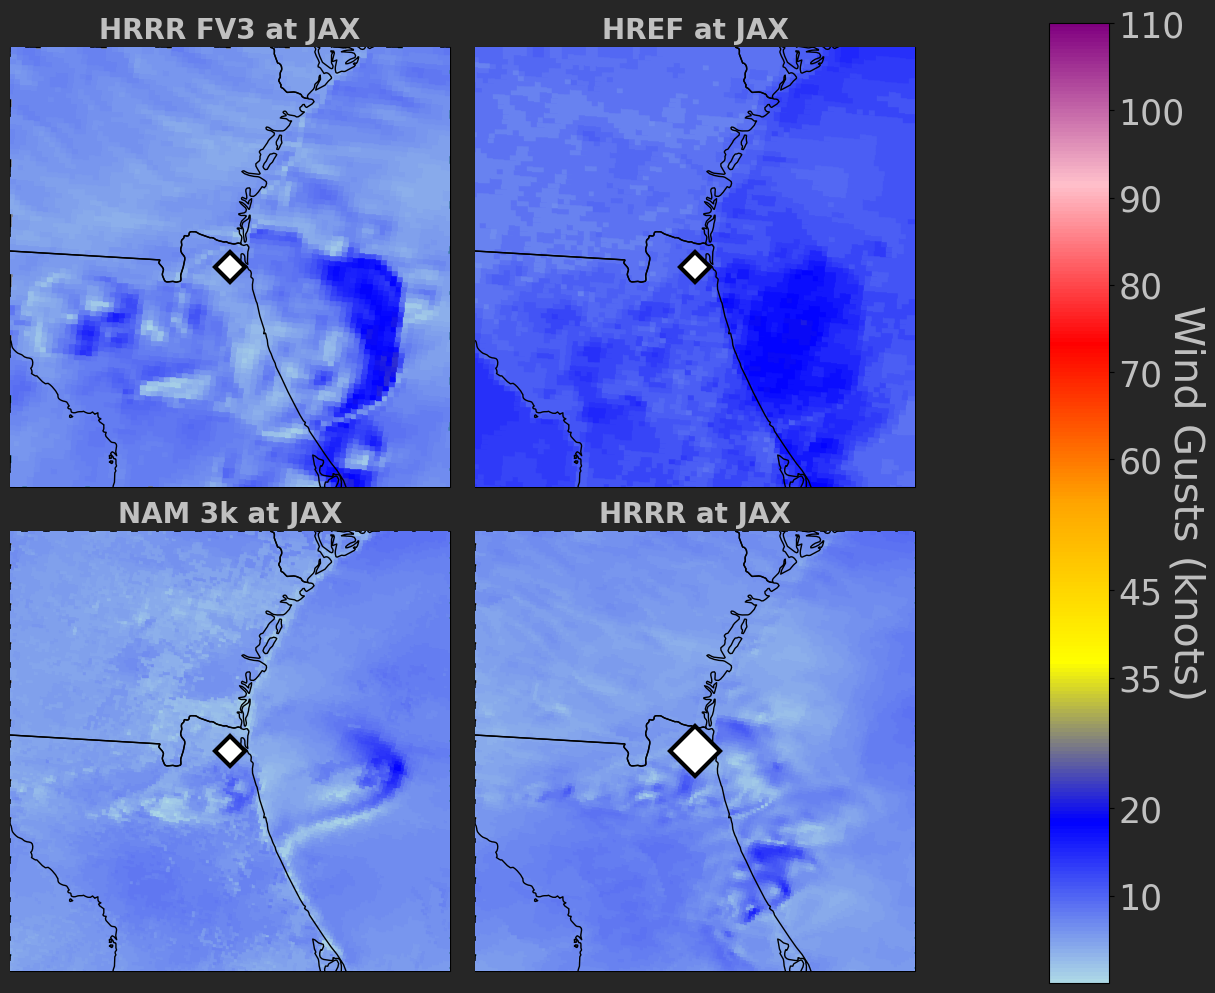 HRRR FV3 at JAX
HREF at JAX
NAM 3k at JAX
HRRR at JAX
110
100
90
80
70
60
45
35
20
10
Wind Gusts (knots)